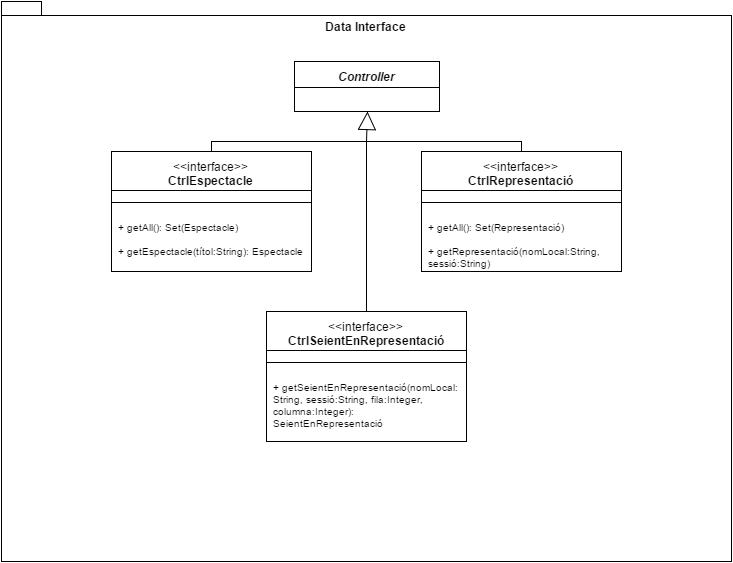 Data Interface
Controller
<<interface>>
CtrlEspectacle
+ getAll(): Set(Espectacle)
+ getEspectacle(títol:String): Espectacle
<<interface>>
CtrlRepresentació
+ getAll(): Set(Representació)
+ getRepresentació(nomLocal:String,
sessió:String)
<<interface>>
CtrlSeientEnRepresentació
+ getSeientEnRepresentació(nomLocal:
String, sessió:String, fila:Integer,
columna:Integer):
SeientEnRepresentació